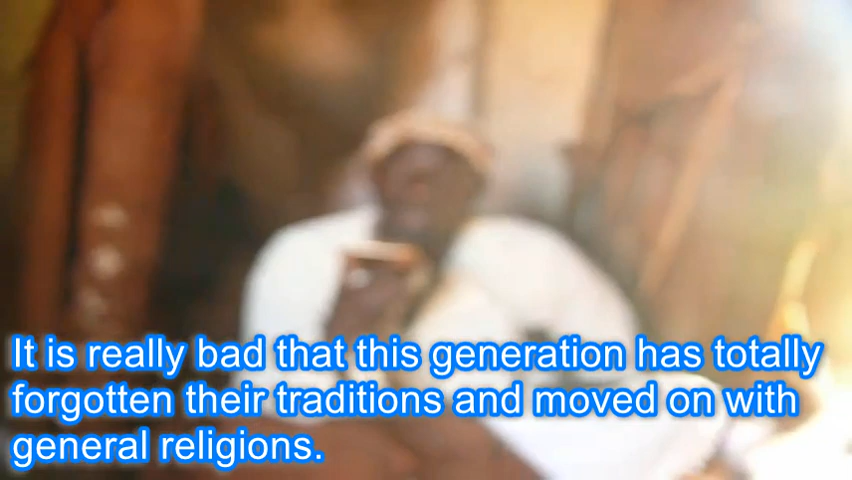 It is really bad that this generation has totally
forgotten their traditions and moved on with
general religions.